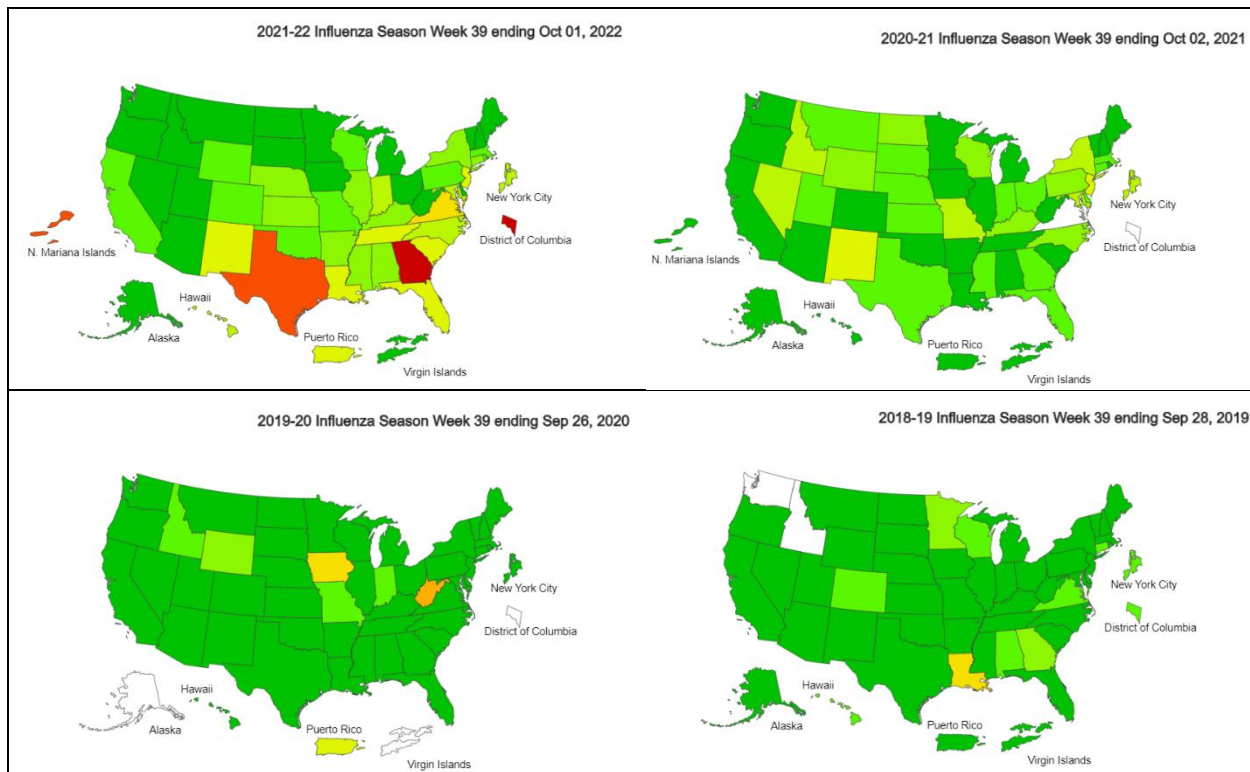 2021-22 Influenza Season Week 39 ending Oct 01, 2022
New York City
District of Columbia
N. Mariana Islands
Hawaii
Alaska
Puerto Rico
Virgin Islands
2020-21 Influenza Season Week 39 ending Oct 02, 2021
New York City
District of Columbia
N. Mariana Islands
Hawaii
Alaska
Puerto Rico
Virgin Islands
2019-20 Influenza Season Week 39 ending Sep 26, 2020
New York City
District of Columbia
Hawaii
Alaska
Puerto Rico
Virgin Islands
2018-19 Influenza Season Week 39 ending Sep 28, 2019
New York City
District of Columbia
Hawaii
Alaska
Puerto Rico
Virgin Islands